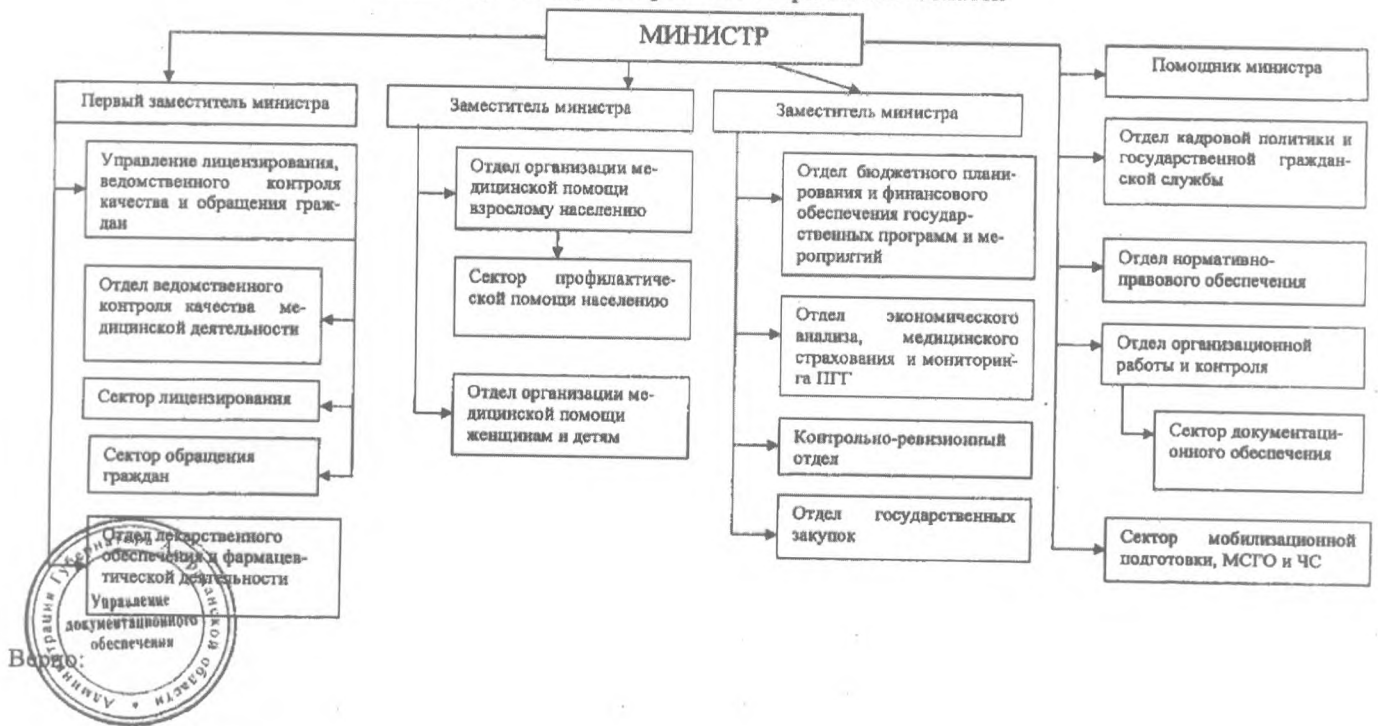 МИНИСТР
Первый заместитель министра
Управление лицензирования,
ведомственного контроля
качества и обращения граж-
дан
Отдел ведомственного
контроля качества ме-
дицинской деятельности
Сектор лицензирования
Сектор обращения
граждан
Отдел лекарственного
обеспечения и фармацев-
тической деятельности
Заместитель министра
Отдел организации ме-
дицинской помощи
взрослому населению
Сектор профилактиче-
ской помощи населению
Отдел организации ме-
дицинской помощи
женщинам и детям
Заместитель министра
Отдел бюджетного плани-
рования и финансового
обеспечения государ-
ственных программ и ме-
роприятий
Отдел экономического
анализа, медицинского
страхования и мониторин-
га ПГГ
Контрольно-ревизионный
отдел
Отдел государственных
закупок
Помощник министра
Отдел кадровой политики и
государственной граждан-
ской службы
Отдел нормативно-
правового обеспечения
Отдел организационной
работы и контроля
Сектор документаци-
онного обеспечения
Сектор мобилизационной
подготовки, МСГО и ЧС
Администрация Губернатора
области
Управление
документационного
обеспечения
Верно: